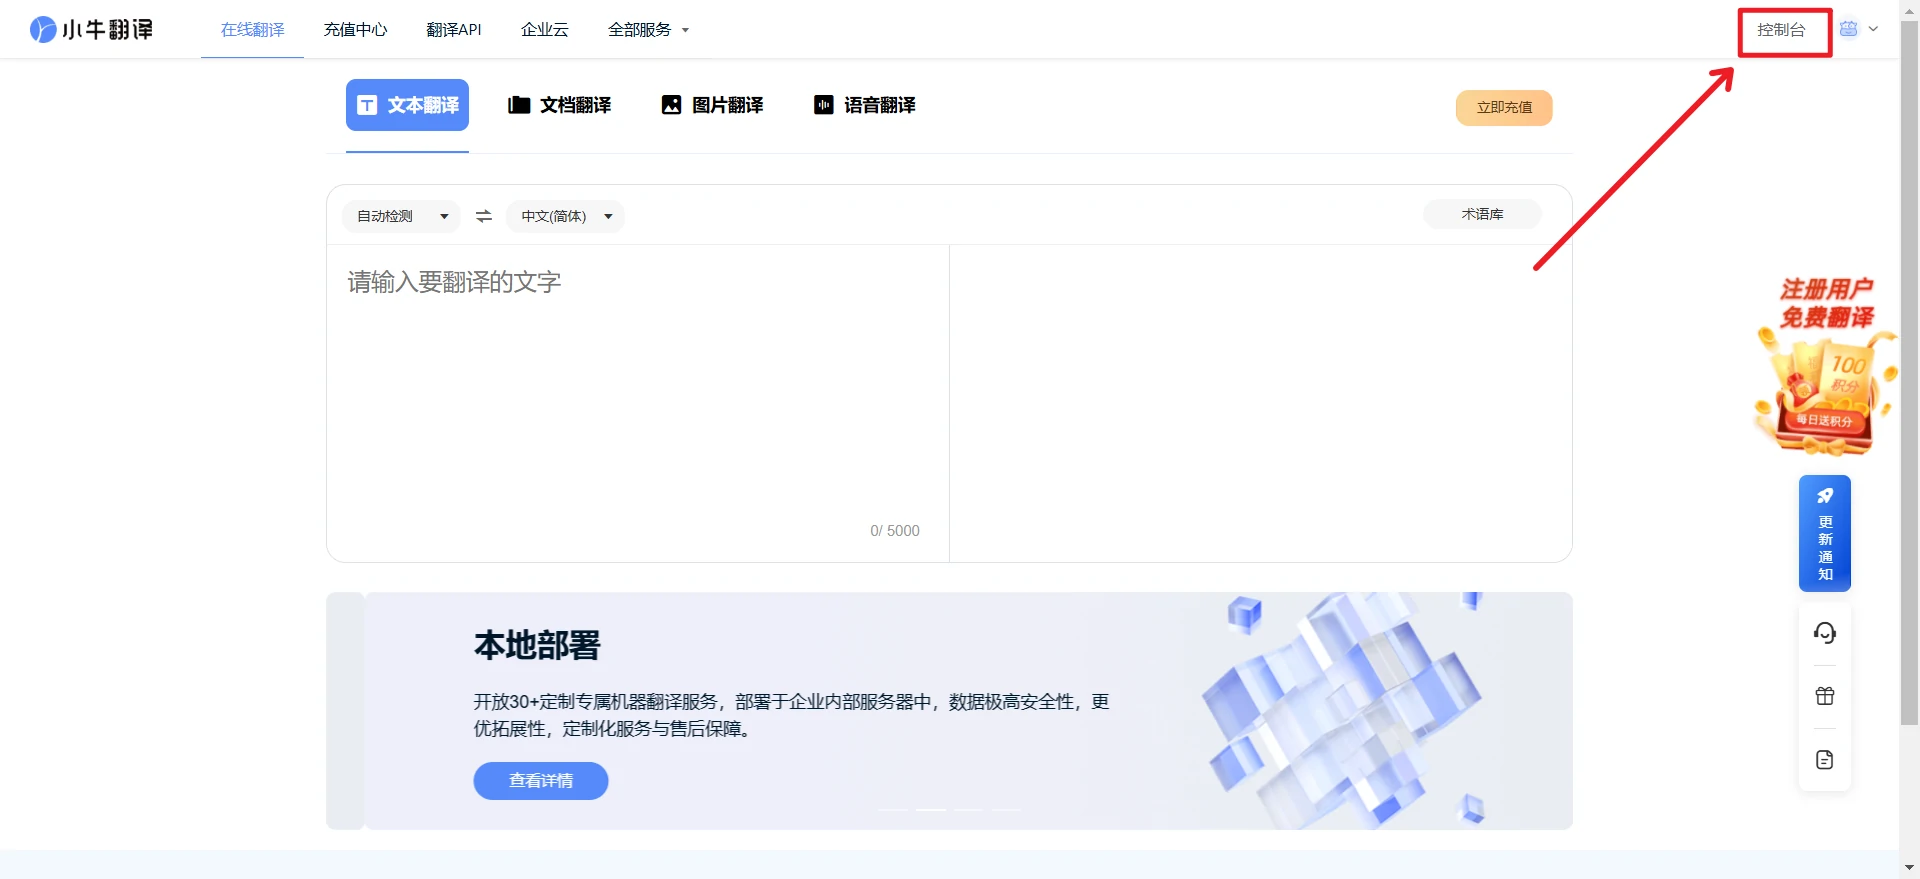 小牛翻译
在线翻译
充值中心
翻译API
企业云
全部服务
控制台
文本翻译
文档翻译
图片翻译
语音翻译
立即充值
自动检测
中文(简体)
术语库
请输入要翻译的文字
0/ 5000
注册用户
免费翻译
100
积分
每日送积分
更新通知
本地部署
开放30+定制专属机器翻译服务，部署于企业内部服务器中，数据极高安全性，更
优拓展性，定制化服务与售后保障。
查看详情